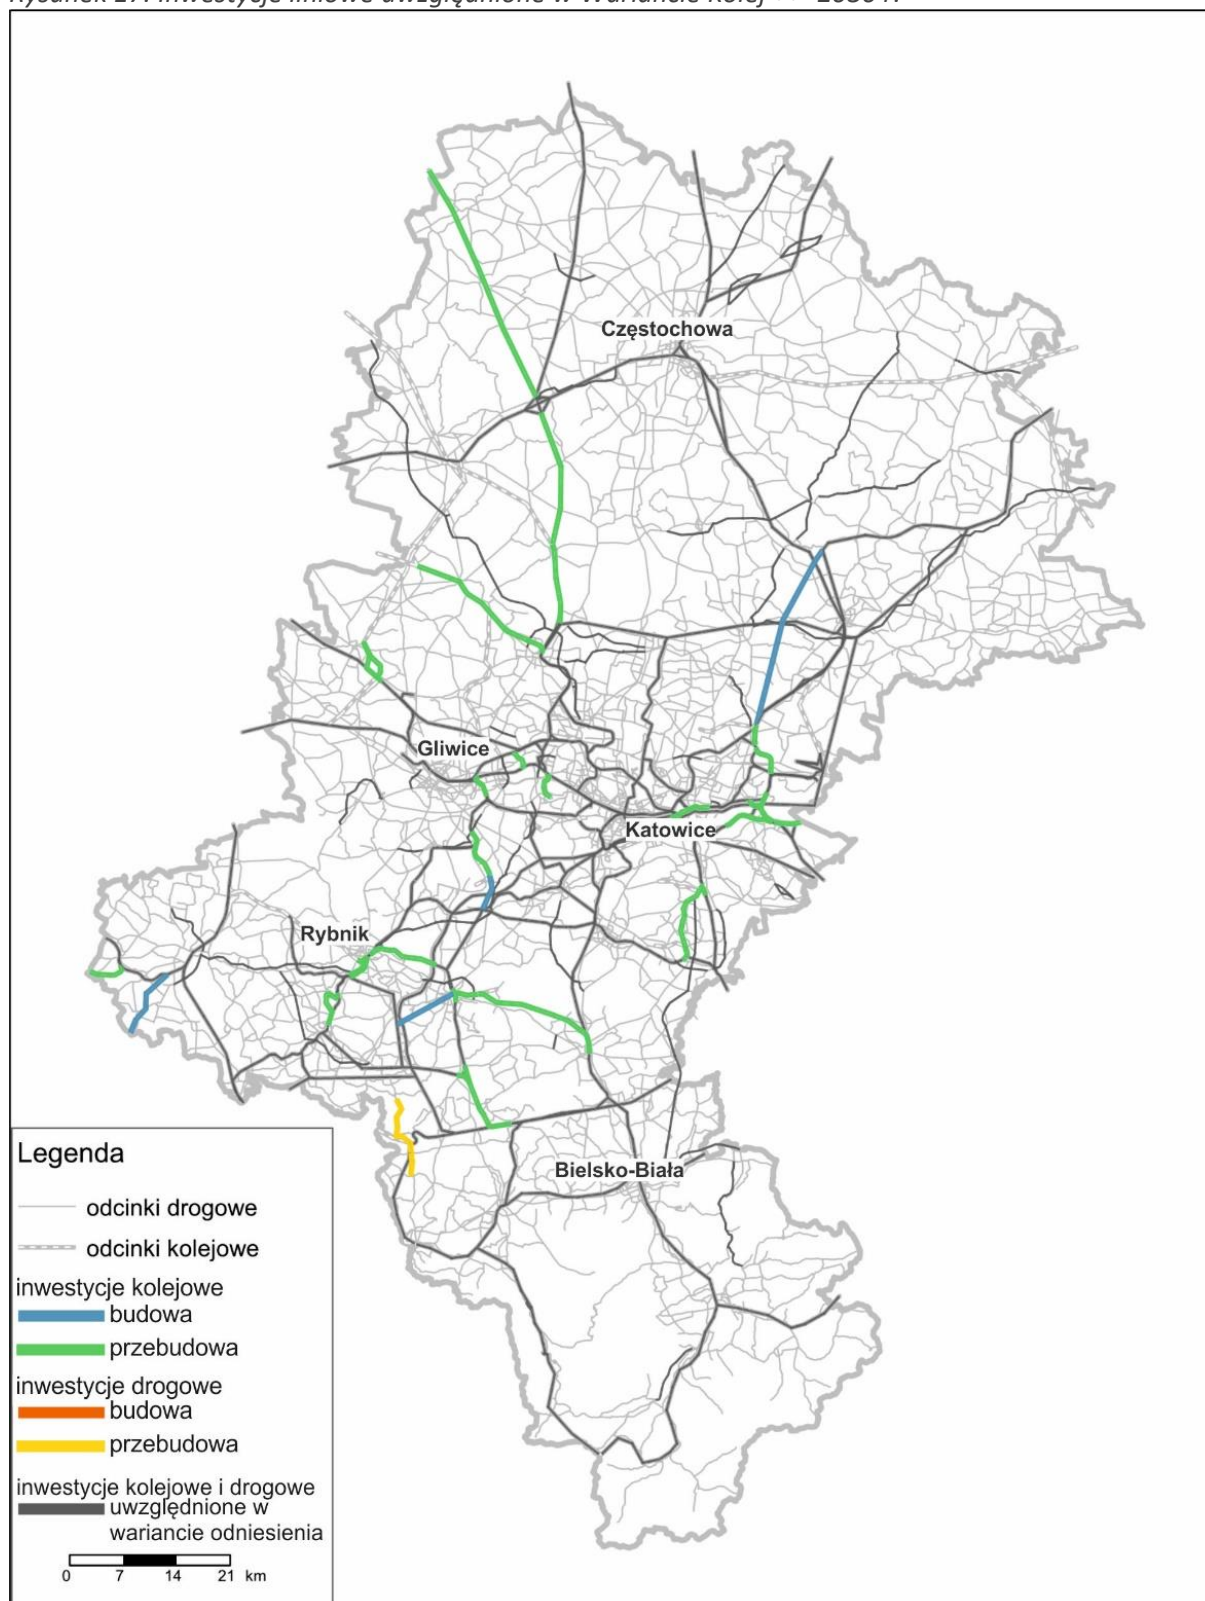 Częstochowa
Gliwice
Katowice
Rybnik
Bielsko-Biała
Legenda
odcinki drogowe
odcinki kolejowe
inwestycje kolejowe
budowa
przebudowa
inwestycje drogowe
budowa
przebudowa
inwestycje kolejowe i drogowe
uwzględnione w
wariancie odniesienia
0 7 14 21 km